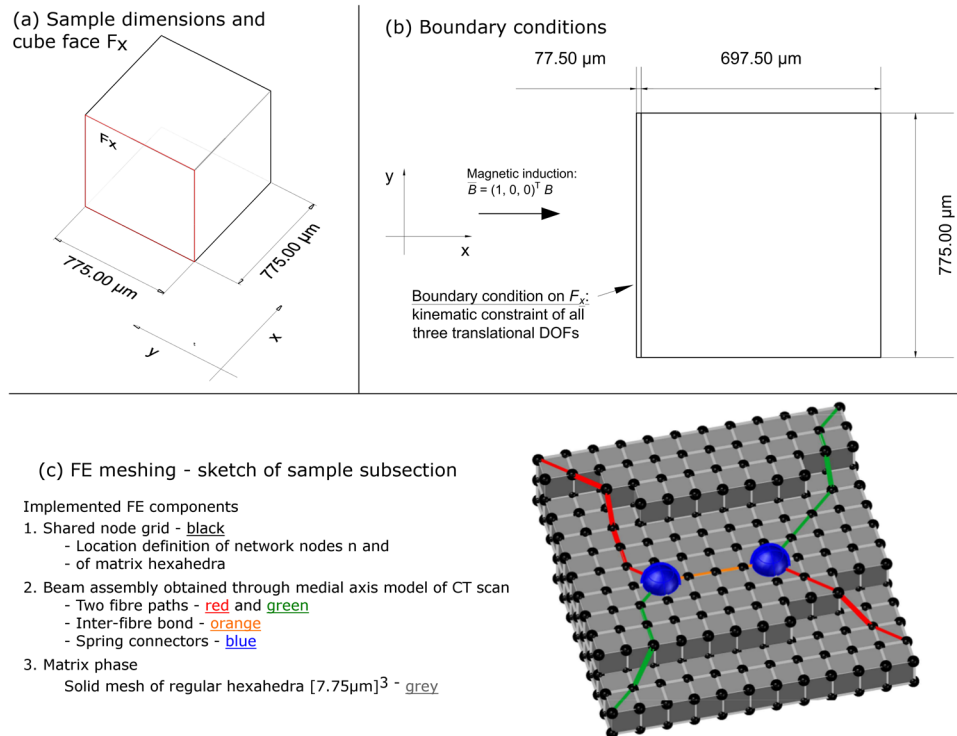 (a) Sample dimensions and
cube face Fx
Fx
775.00 µm
775.00 µm
y
x
(b) Boundary conditions
77.50 µm
697.50 µm
y
x
Magnetic induction:
B = (1, 0, 0)ᵀ B
775.00 µm
Boundary condition on Fx:
kinematic constraint of all
three translational DOFs
(c) FE meshing - sketch of sample subsection
Implemented FE components
1. Shared node grid - black
- Location definition of network nodes n and
- of matrix hexahedra
2. Beam assembly obtained through medial axis model of CT scan
- Two fibre paths - red and green
- Inter-fibre bond - orange
- Spring connectors - blue
3. Matrix phase
Solid mesh of regular hexahedra [7.75µm]³ - grey